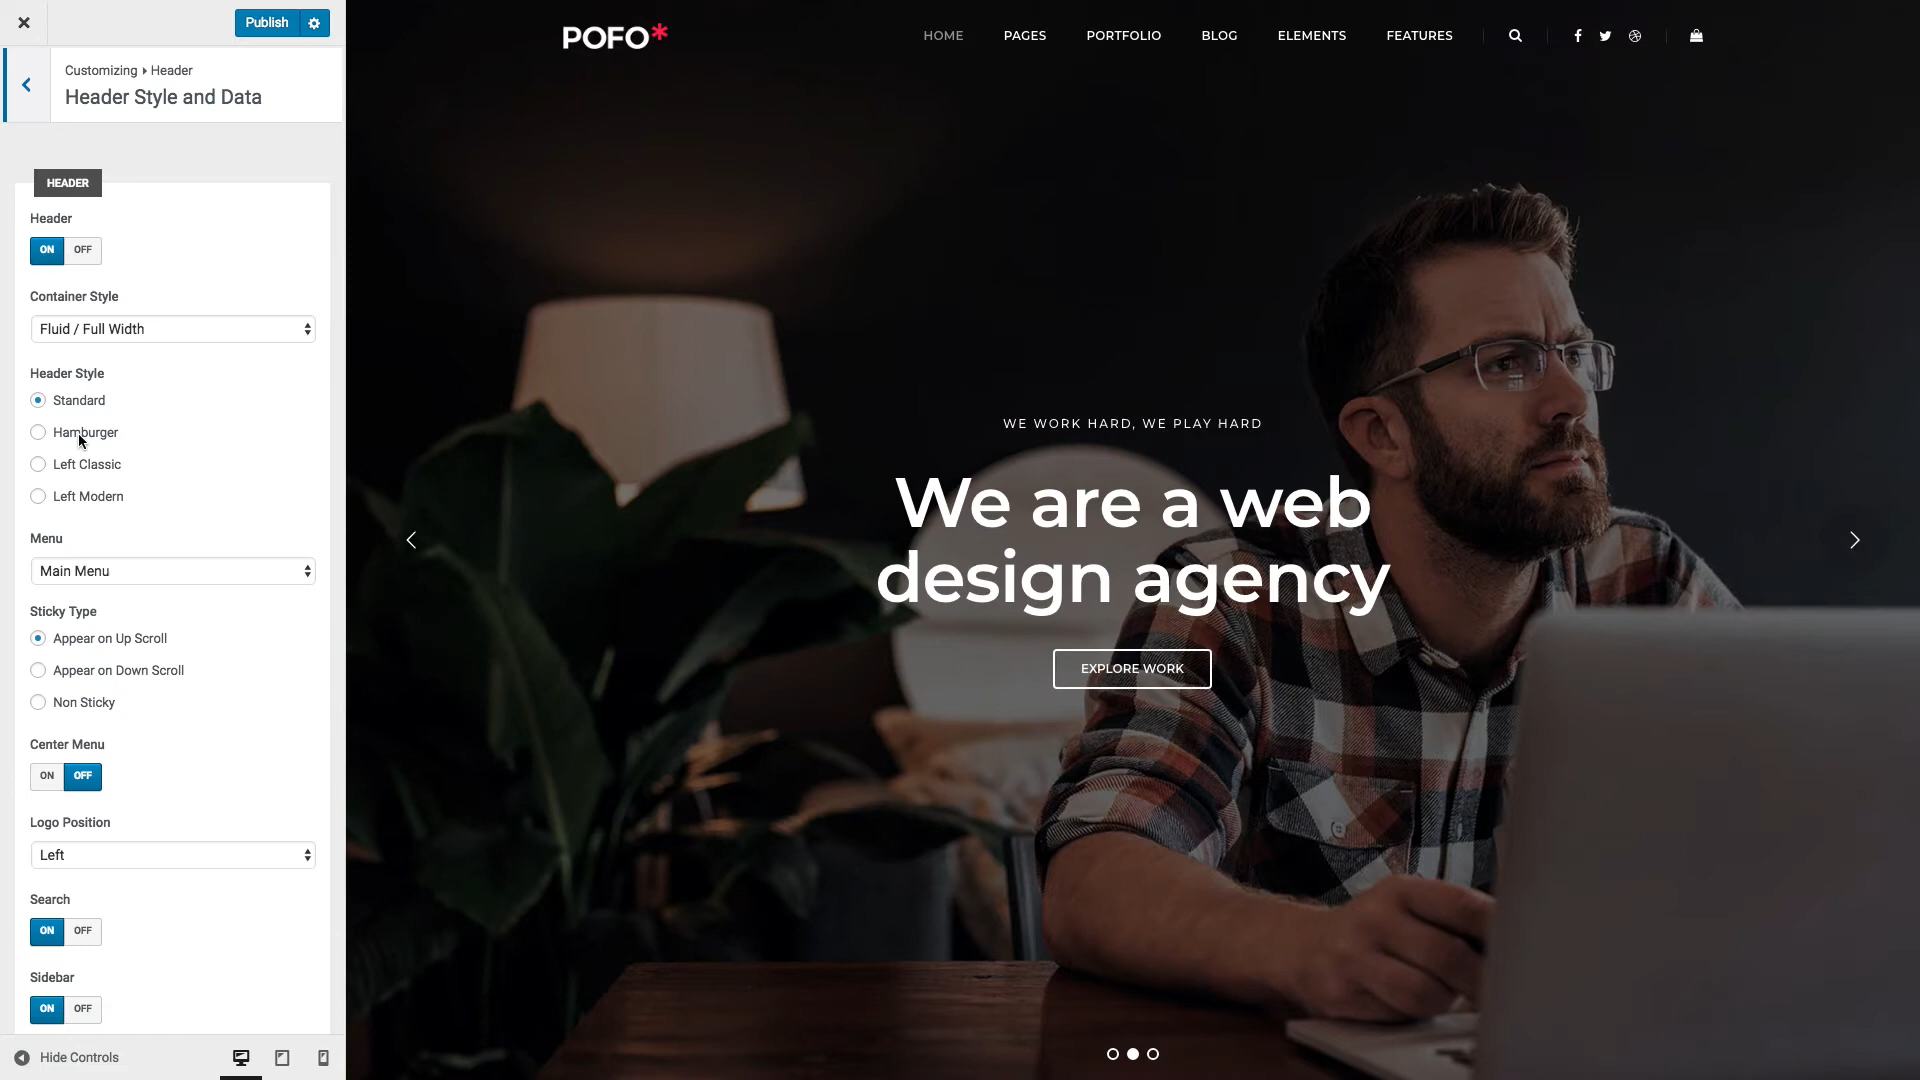 Publish
Customizing ▸ Header
Header Style and Data
HEADER
Header
ON OFF
Container Style
Fluid / Full Width
Header Style
Standard
Hamburger
Left Classic
Left Modern
Menu
Main Menu
Sticky Type
Appear on Up Scroll
Appear on Down Scroll
Non Sticky
Center Menu
ON OFF
Logo Position
Left
Search
ON OFF
Sidebar
ON OFF
Hide Controls
POFO*
HOME PAGES PORTFOLIO BLOG ELEMENTS FEATURES
WE WORK HARD, WE PLAY HARD
We are a web
design agency
EXPLORE WORK